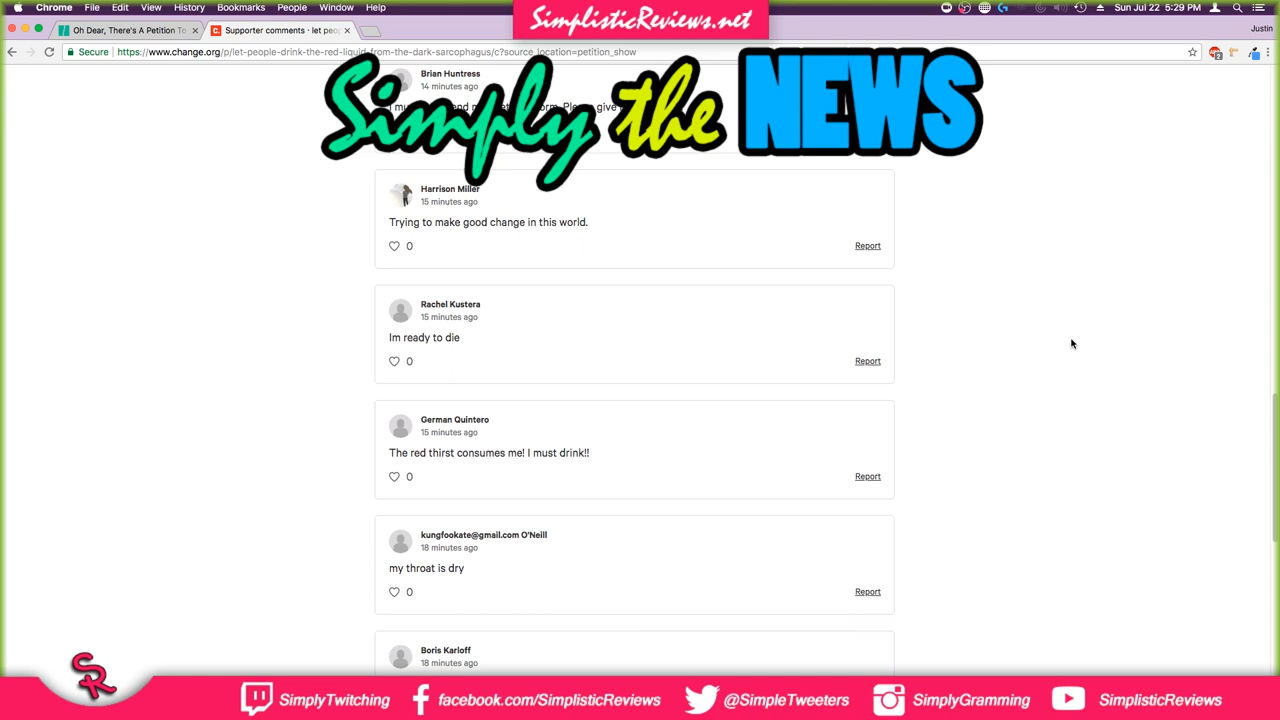 Chrome File Edit View History Bookmarks People Window Help
Sun Jul 22 5:29 PM
SimplisticReviews.net
Oh Dear, There's A Petition To
Supporter comments · let peo
Justin
Secure https://www.change.org/p/let-people-drink-the-red-liquid-from-the-dark-sarcophagus/c?source_location=petition_show
Simply the NEWS
Brian Huntress
14 minutes ago
Harrison Miller
15 minutes ago
Trying to make good change in this world.
0 Report
Rachel Kustera
15 minutes ago
Im ready to die
0 Report
German Quintero
15 minutes ago
The red thirst consumes me! I must drink!!
0 Report
kungfookate@gmail.com O'Neill
18 minutes ago
my throat is dry
0 Report
Boris Karloff
18 minutes ago
SR
SimplyTwitching
facebook.com/SimplisticReviews
@SimpleTweeters
SimplyGramming
SimplisticReviews